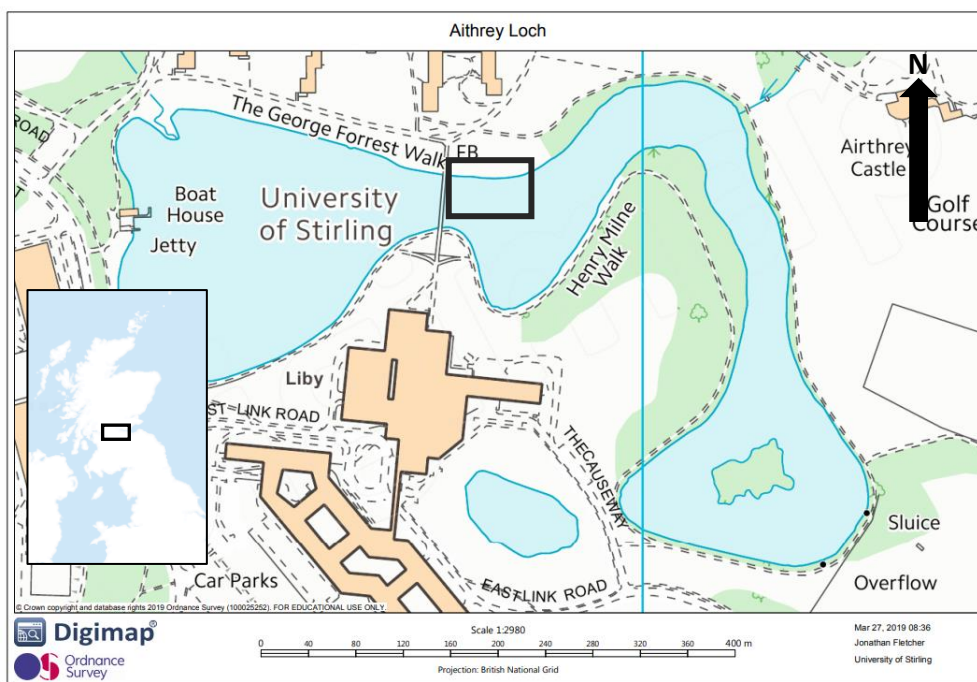 Aithrey Loch
N
ROAD
The George Forrest Walk
FB
Airthrey
Castle
Boat
House
Jetty
University
of Stirling
Golf
Course
Henry Milne
Walk
Liby
ST LINK ROAD
THE CAUSEWAY
Sluice
Car Parks
EAST LINK ROAD
Overflow
© Crown copyright and database rights 2019 Ordnance Survey (100025252). FOR EDUCATIONAL USE ONLY.
Digimap®
Ordnance
Survey
Scale 1:2980
0 40 80 120 160 200 240 280 320 360 400 m
Projection: British National Grid
Mar 27, 2019 08:36
Jonathan Fletcher
University of Stirling